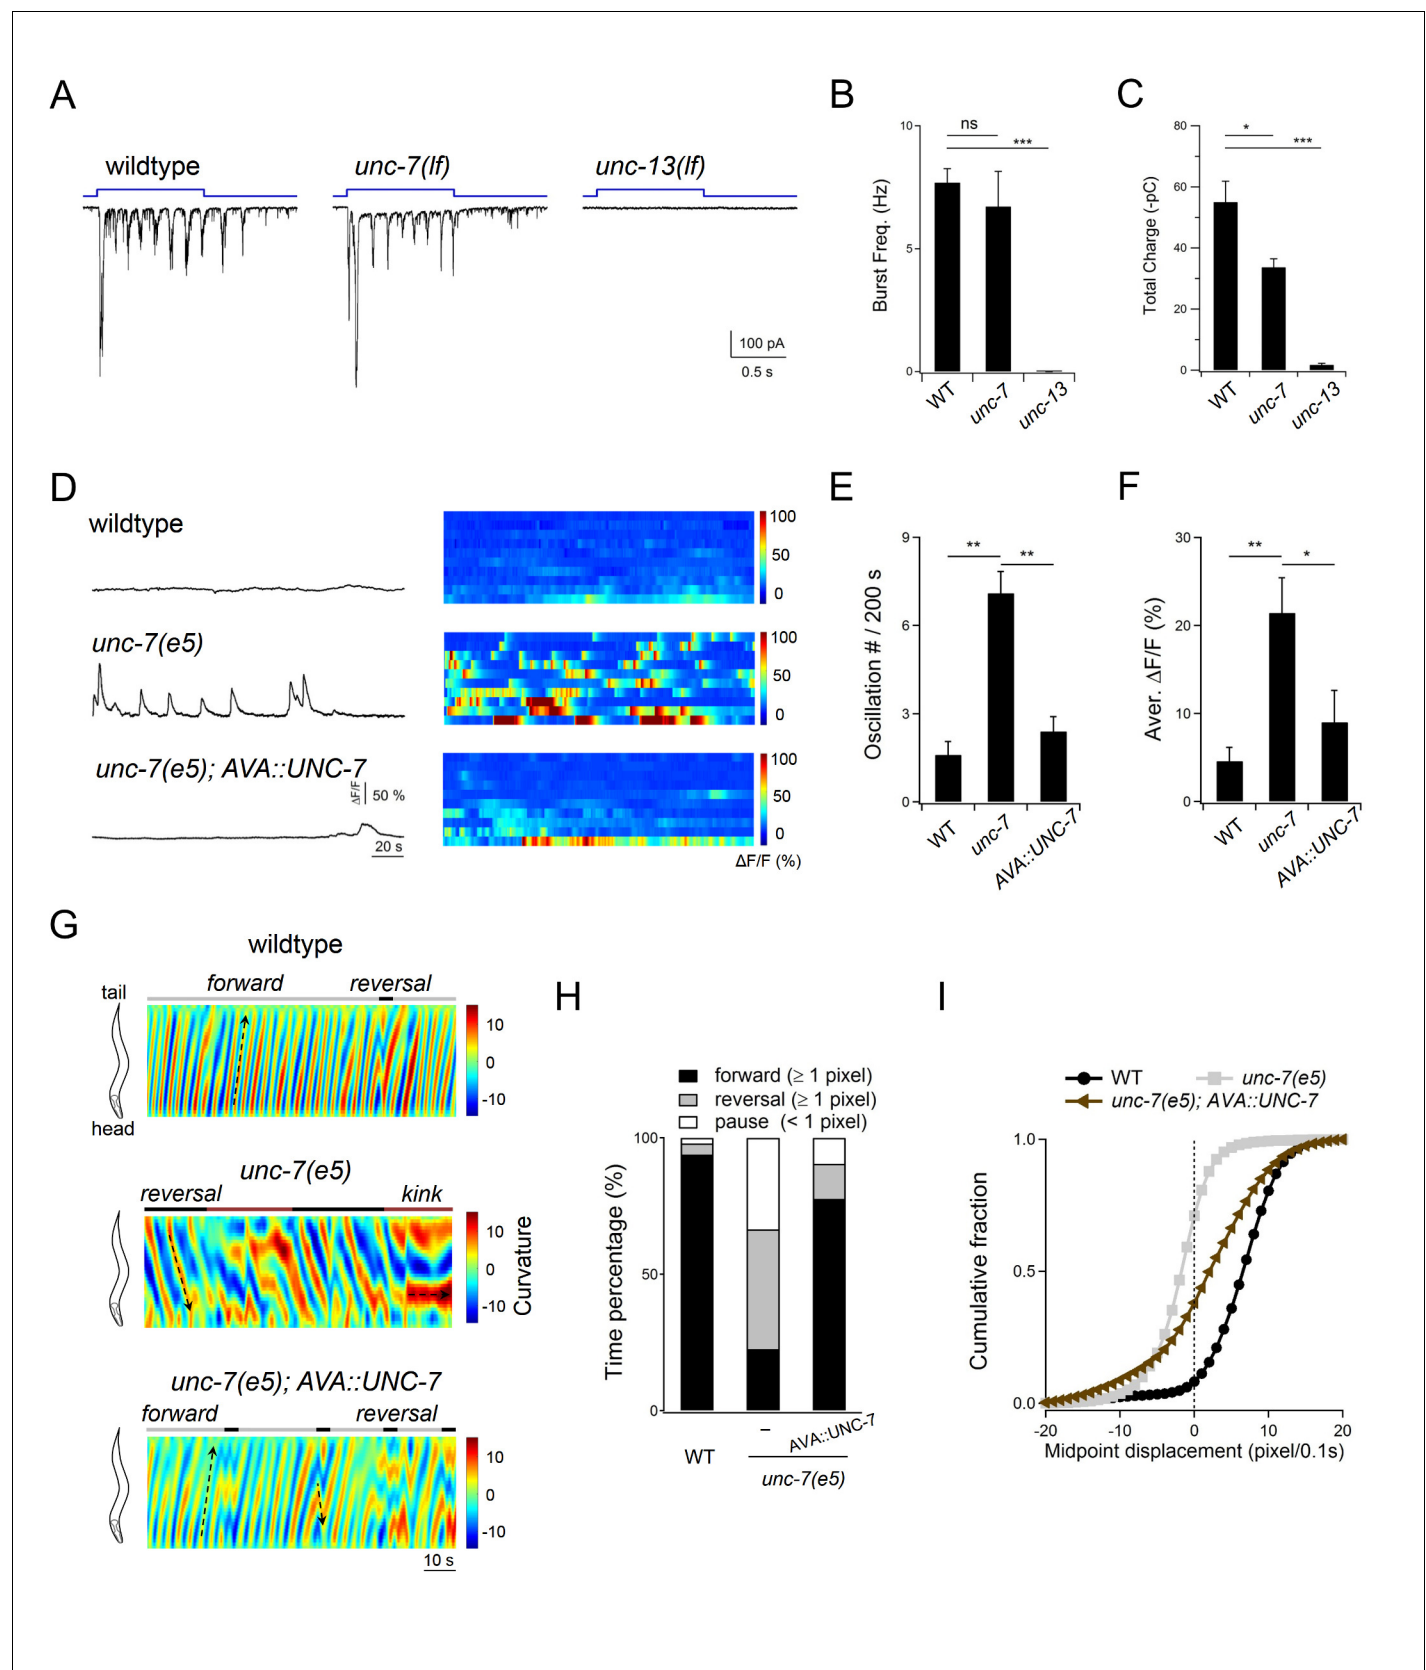 A
wildtype
unc-7(lf)
unc-13(lf)
100 pA
0.5 s
B
10
5
0
Burst Freq. (Hz)
ns
***
WT
unc-7
unc-13
C
80
60
40
20
0
Total Charge (-pC)
*
***
WT
unc-7
unc-13
D
wildtype
100
50
0
unc-7(e5)
100
50
0
unc-7(e5); AVA::UNC-7
ΔF/F
50 %
20 s
100
50
0
ΔF/F (%)
E
9
6
3
0
Oscillation # / 200 s
**
**
WT
unc-7
AVA::UNC-7
F
30
20
10
0
Aver. ΔF/F (%)
**
*
WT
unc-7
AVA::UNC-7
G
wildtype
forward
reversal
tail
head
10
0
-10
unc-7(e5)
reversal
kink
10
0
-10
Curvature
unc-7(e5); AVA::UNC-7
forward
reversal
10
0
-10
10 s
H
forward (≥ 1 pixel)
reversal (≥ 1 pixel)
pause (< 1 pixel)
100
50
0
Time percentage (%)
WT
–
AVA::UNC-7
unc-7(e5)
I
WT
unc-7(e5)
unc-7(e5); AVA::UNC-7
1.0
0.5
0.0
Cumulative fraction
-20
-10
0
10
20
Midpoint displacement (pixel/0.1s)